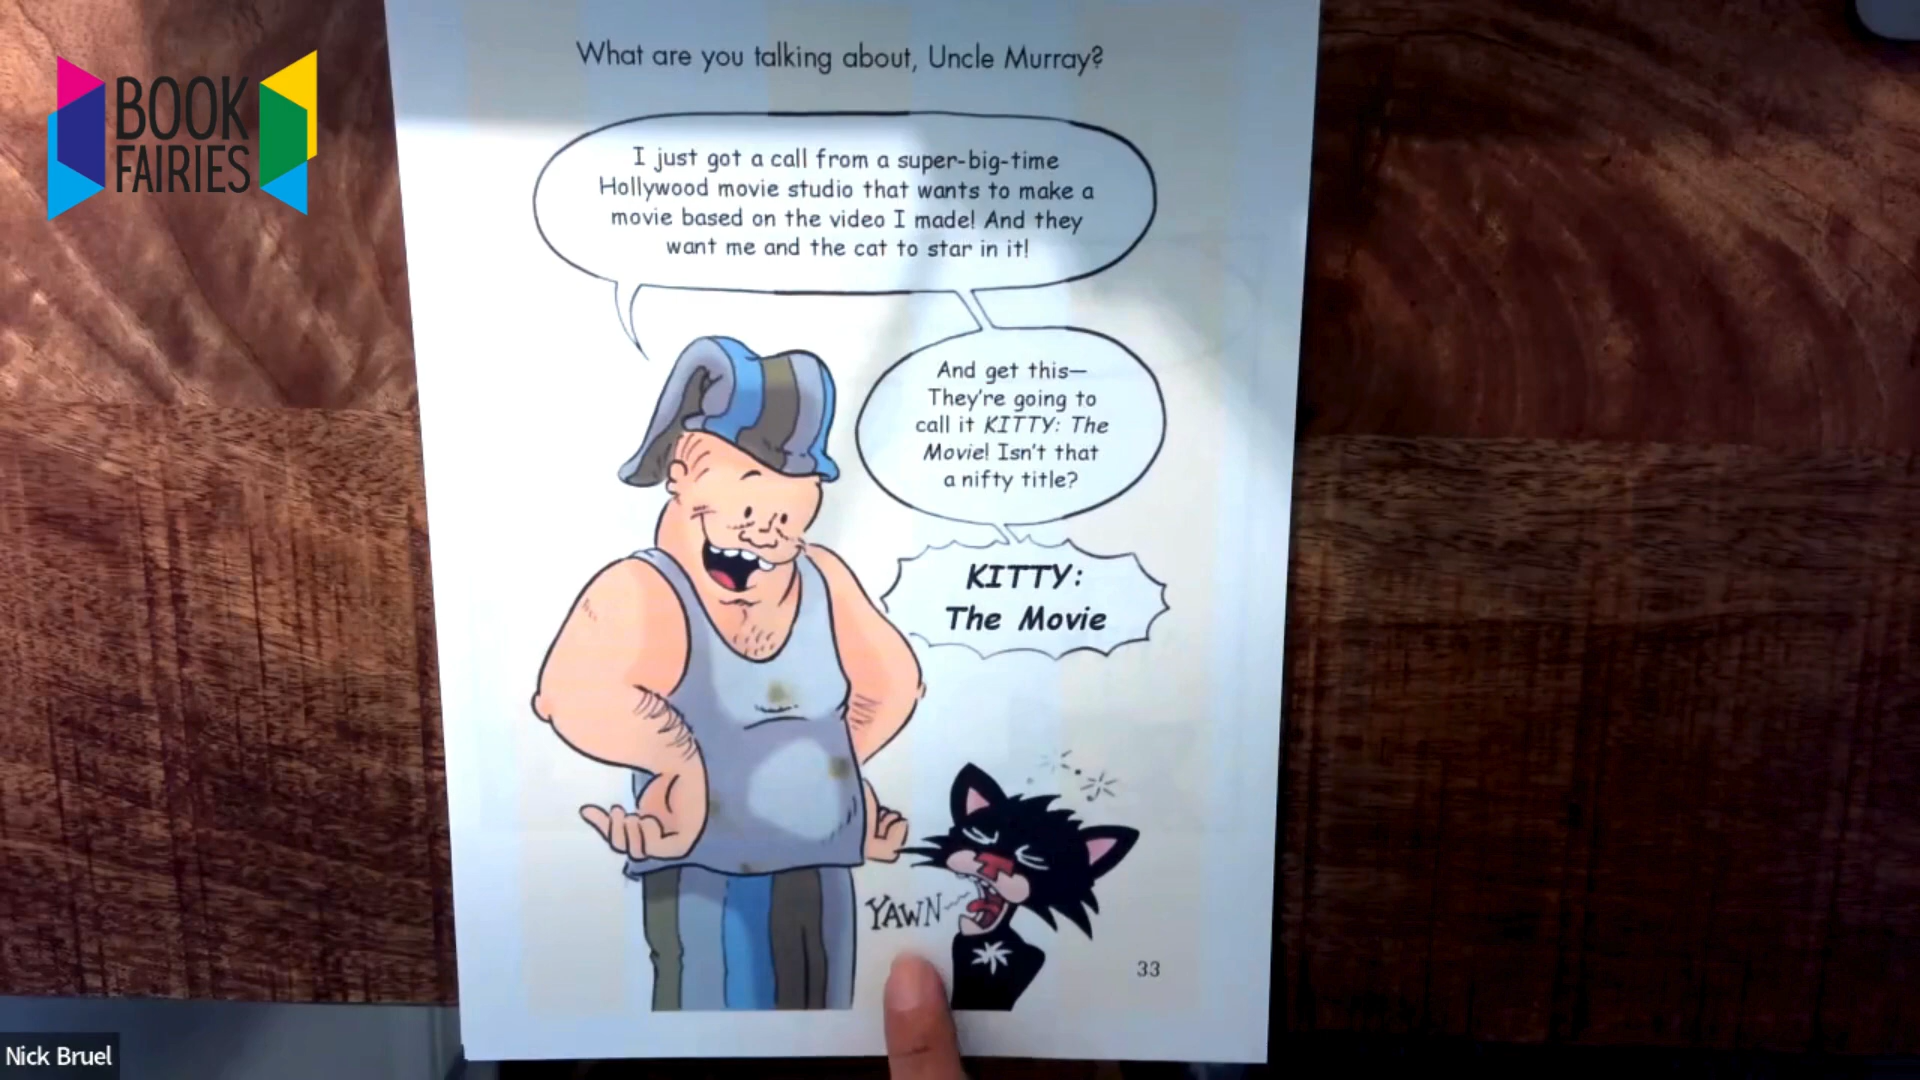 BOOK
FAIRIES
What are you talking about, Uncle Murray?
I just got a call from a super-big-time
Hollywood movie studio that wants to make a
movie based on the video I made! And they
want me and the cat to star in it!
And get this—
They're going to
call it KITTY: The
Movie! Isn't that
a nifty title?
KITTY:
The Movie
YAWN
33
Nick Bruel